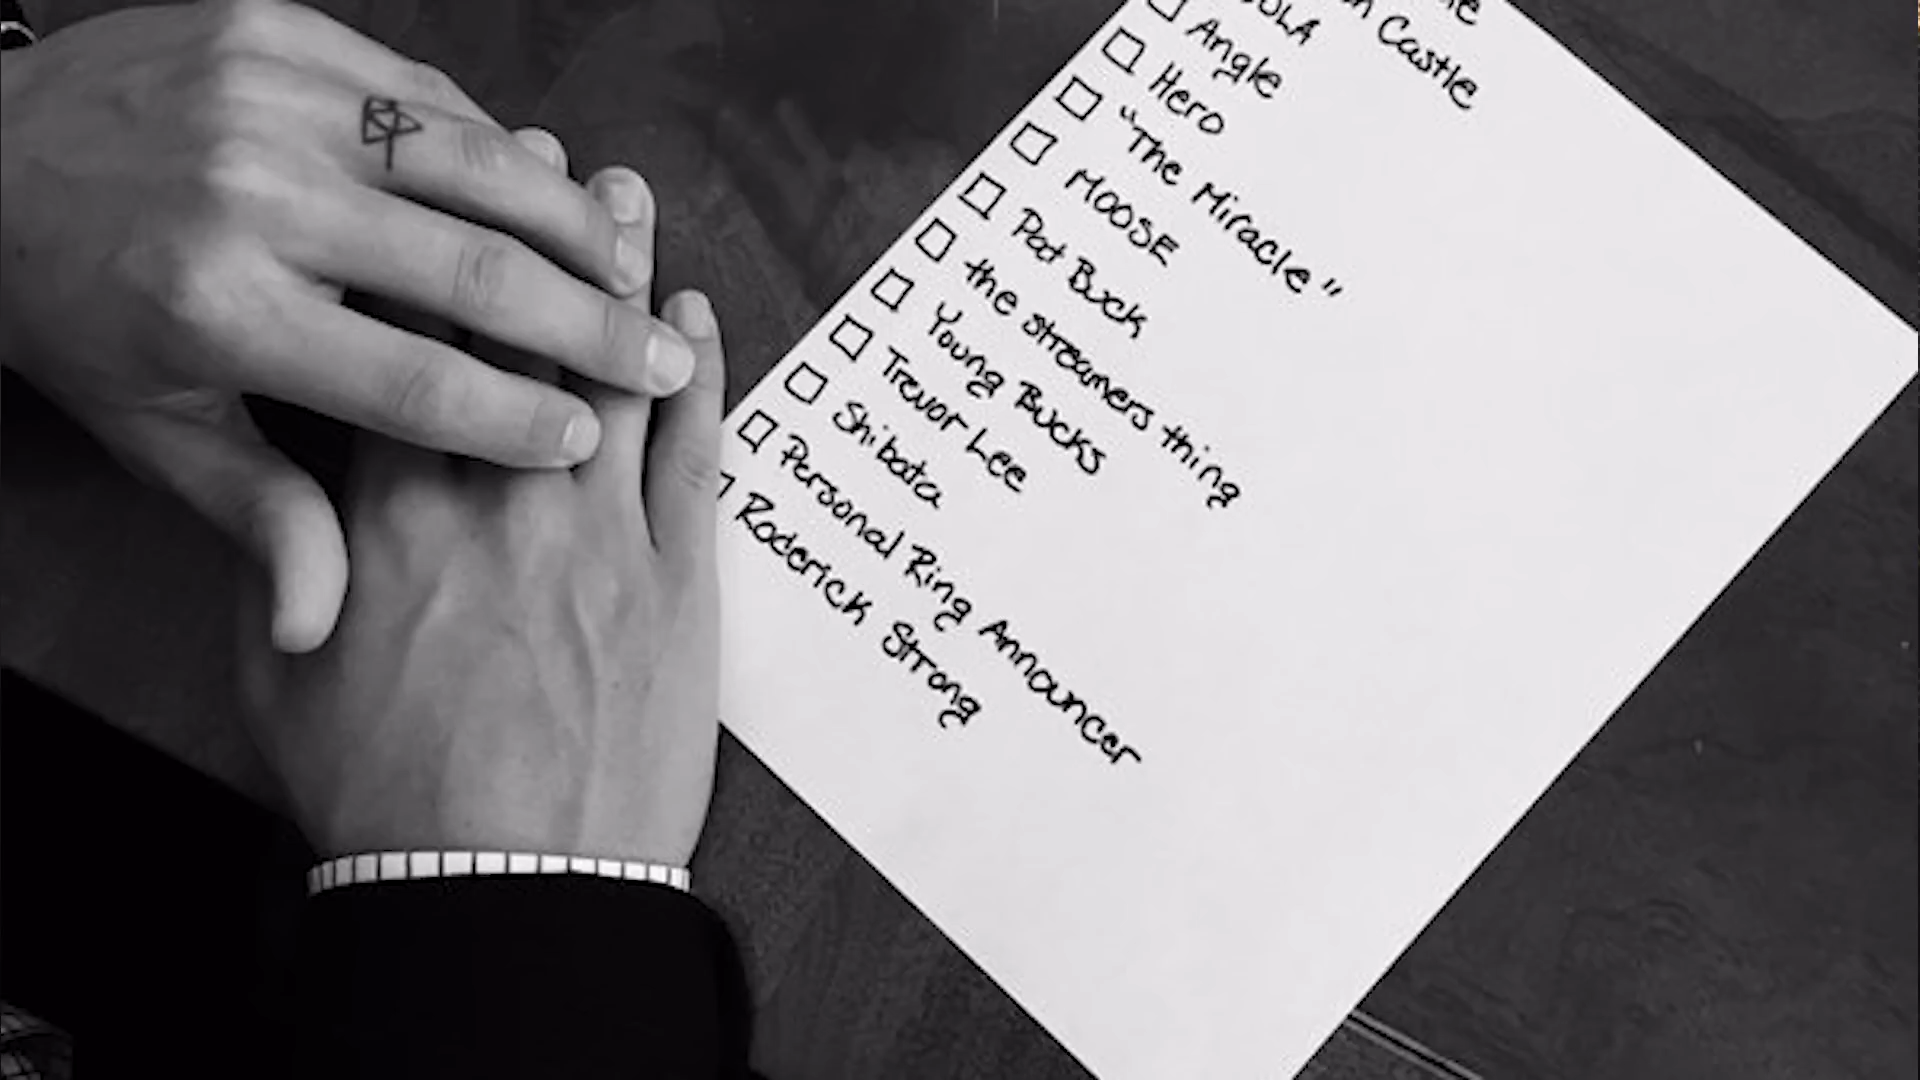 Castle
Angle
Hero
"The Miracle"
MOOSE
Pat Buck
the streamers thing
Young Bucks
Trevor Lee
Shibata
Personal Ring Announcer
Roderick Strong